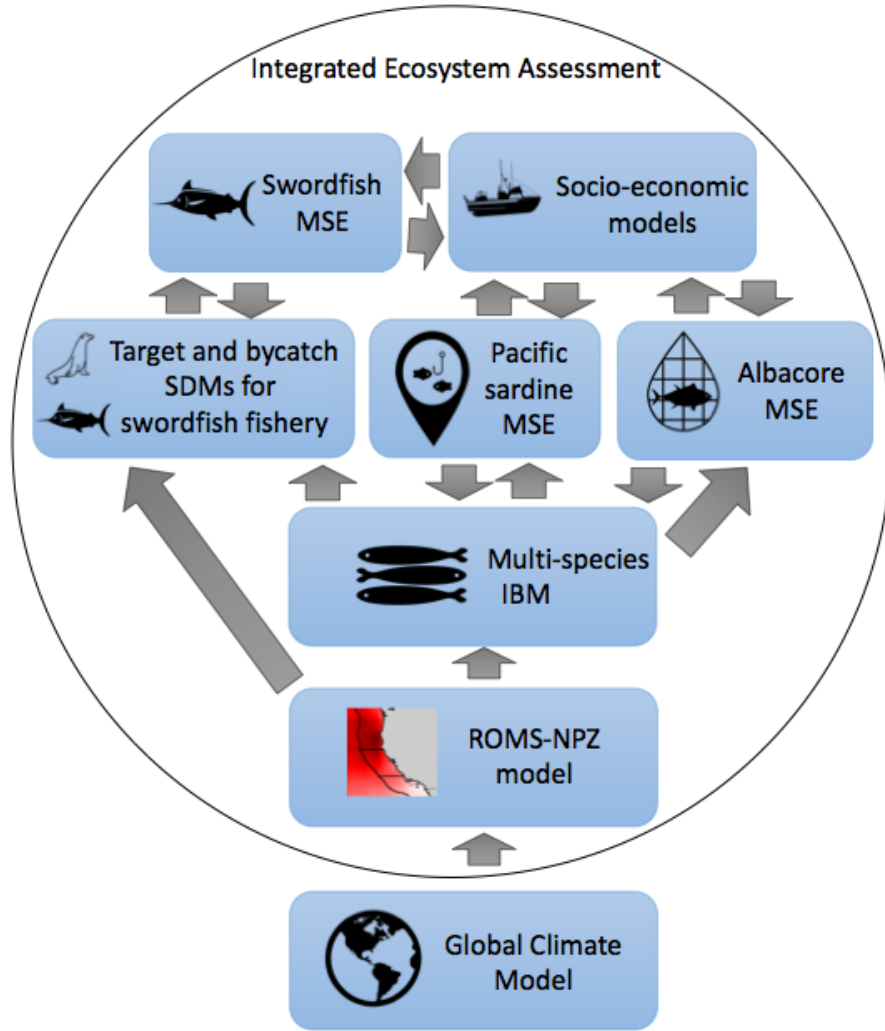 Integrated Ecosystem Assessment
Swordfish
MSE
Socio-economic
models
Target and bycatch
SDMs for
swordfish fishery
Pacific
sardine
MSE
Albacore
MSE
Multi-species
IBM
ROMS-NPZ
model
Global Climate
Model